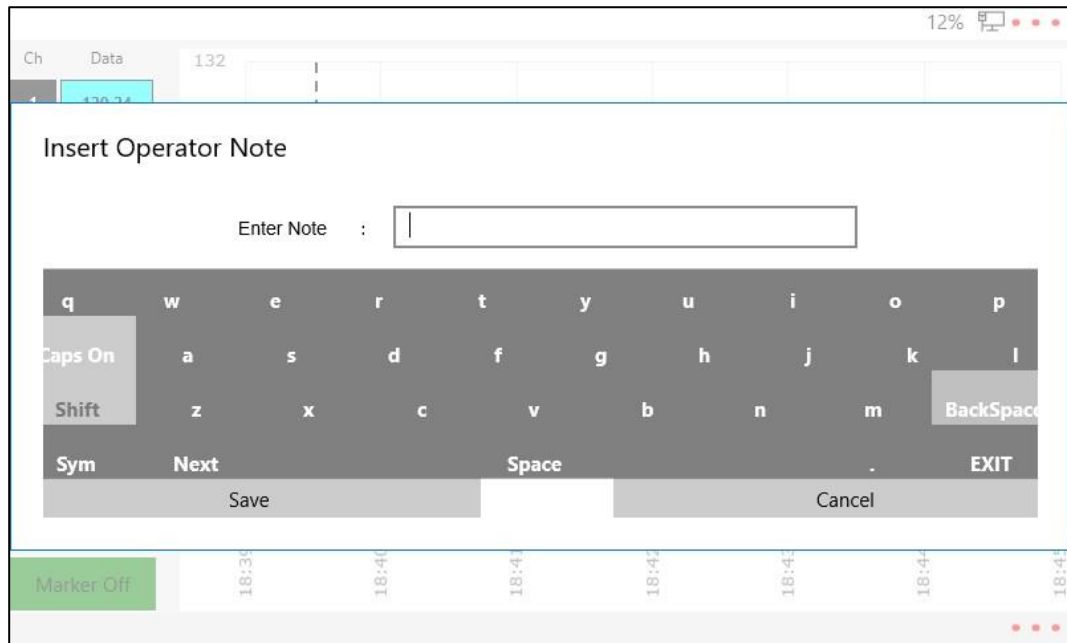 12%
Ch Data 132
Insert Operator Note
Enter Note :
q w e r t y u i o p
Caps On a s d f g h j k l
Shift z x c v b n m BackSpace
Sym Next Space . EXIT
Save Cancel
Marker Off 18:39 18:40 18:41 18:42 18:43 18:44 18:45